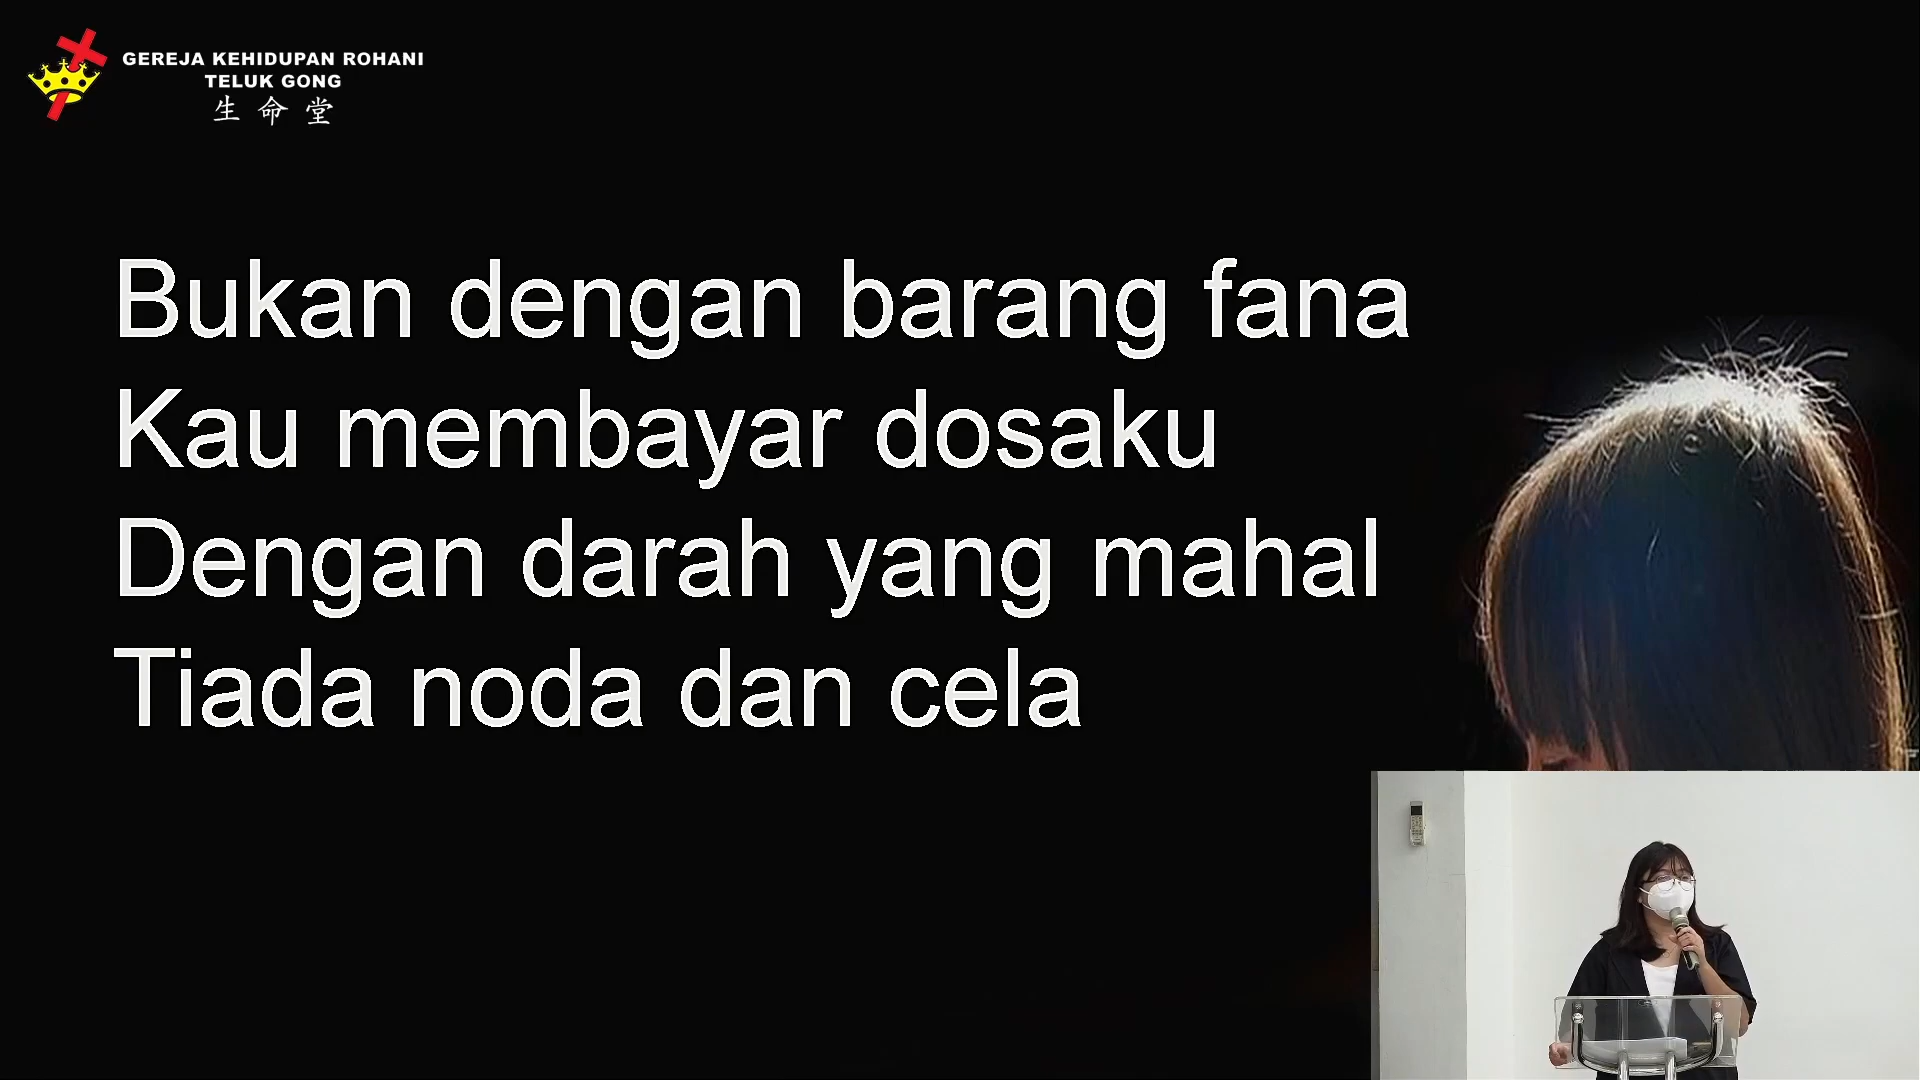 GEREJA KEHIDUPAN ROHANI
TELUK GONG
生命堂
Bukan dengan barang fana
Kau membayar dosaku
Dengan darah yang mahal
Tiada noda dan cela